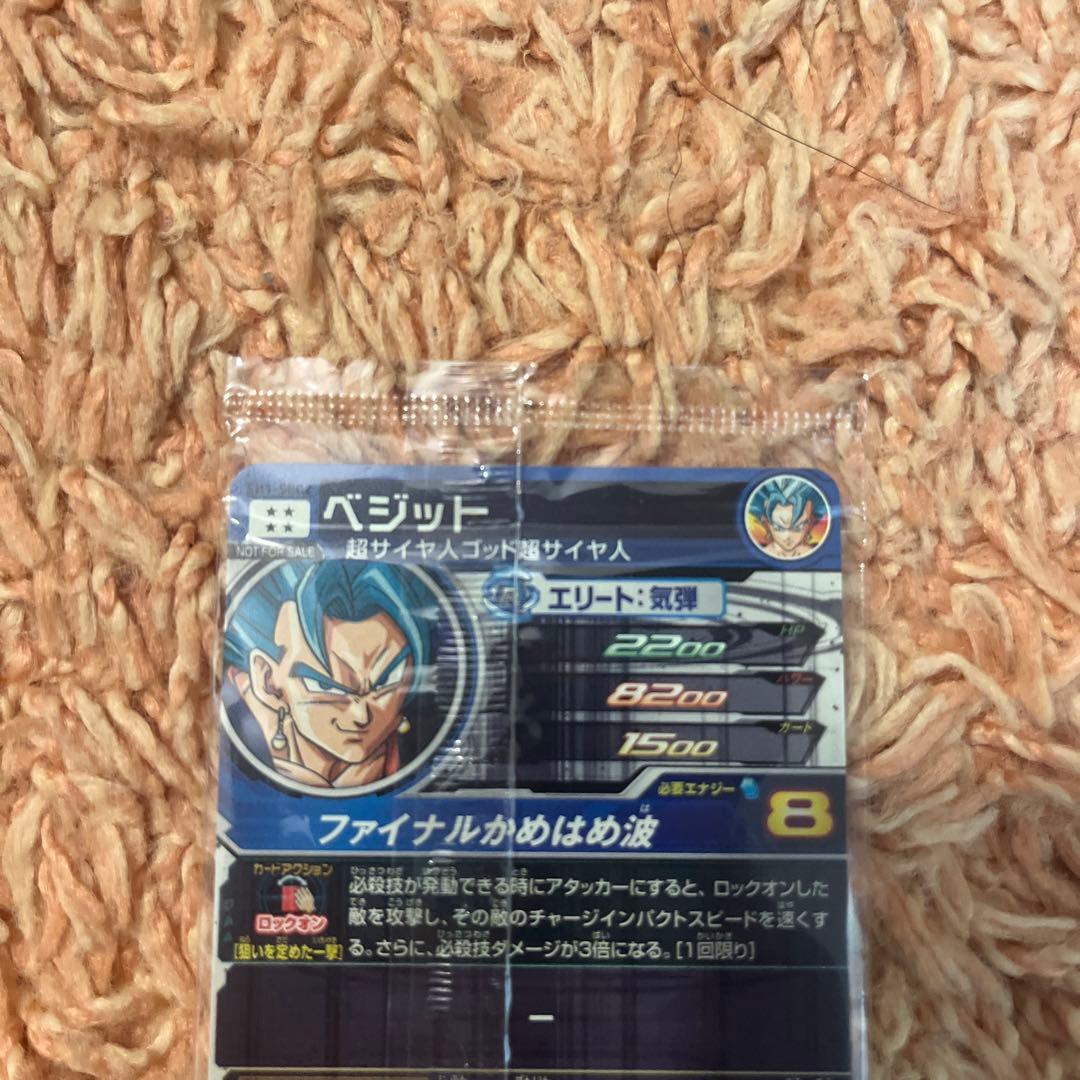 ベジット
NOT FOR SALE
超サイヤ人ゴッド超サイヤ人
エリート:気弾
HP
2200
パワー
8200
ガード
1500
必要エナジー
8
は
ファイナルかめはめ波
カードアクション
ロックオン
[狙いを定めた一撃]
必殺技が発動できる時にアタッカーにすると、ロックオンした
敵を攻撃し、その敵のチャージインパクトスピードを速くす
る。さらに、必殺技ダメージが3倍になる。[1回限り]
ー